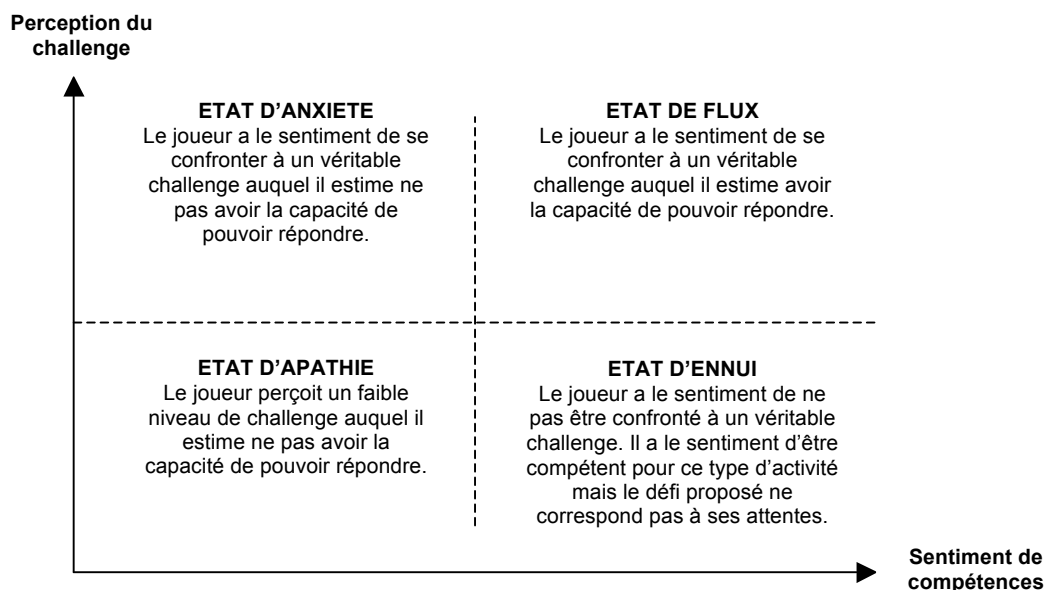 Perception du
challenge
ETAT D’ANXIETE
Le joueur a le sentiment de se
confronter à un véritable
challenge auquel il estime ne
pas avoir la capacité de
pouvoir répondre.
ETAT DE FLUX
Le joueur a le sentiment de se
confronter à un véritable
challenge auquel il estime avoir
la capacité de pouvoir répondre.
ETAT D’APATHIE
Le joueur perçoit un faible
niveau de challenge auquel il
estime ne pas avoir la
capacité de pouvoir répondre.
ETAT D’ENNUI
Le joueur a le sentiment de ne
pas être confronté à un véritable
challenge. Il a le sentiment d’être
compétent pour ce type d’activité
mais le défi proposé ne
correspond pas à ses attentes.
Sentiment de
compétences